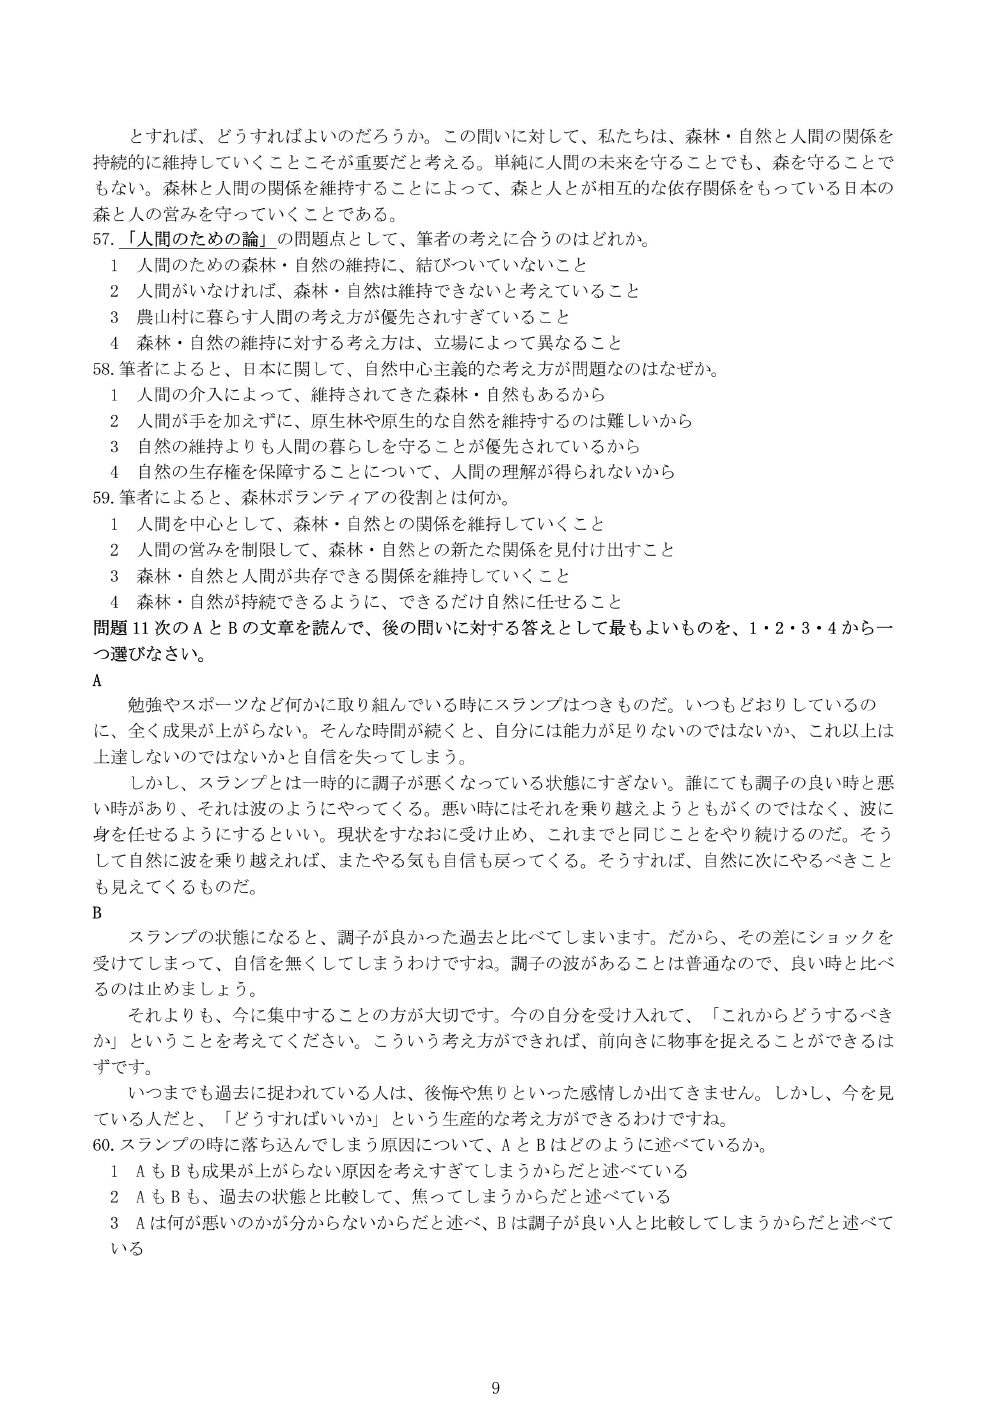 とすれば、どうすればよいのだろうか。この間いに対して、私たちは、森林・自然と人間の関係を
持続的に維持していくことこそが重要だと考える。単純に人間の未来を守ることでも、森を守ることで
もない。森林と人間の関係を維持することによって、森と人とが相互的な依存関係をもっている日本の
森と人の営みを守っていくことである。
57.「人間のための論」の問題点として、筆者の考えに合うのはどれか。
1 人間のための森林・自然の維持に、結びついていないこと
2 人間がいなければ、森林・自然は維持できないと考えていること
3 農山村に暮らす人間の考え方が優先されすぎていること
4 森林・自然の維持に対する考え方は、立場によって異なること
58.筆者によると、日本に関して、自然中心主義的な考え方が問題なのはなぜか。
1 人間の介入によって、維持されてきた森林・自然もあるから
2 人間が手を加えずに、原生林や原生的な自然を維持するのは難しいから
3 自然の維持よりも人間の暮らしを守ることが優先されているから
4 自然の生存権を保障することについて、人間の理解が得られないから
59.筆者によると、森林ボランティアの役割とは何か。
1 人間を中心として、森林・自然との関係を維持していくこと
2 人間の営みを制限して、森林・自然との新たな関係を見付け出すこと
3 森林・自然と人間が共存できる関係を維持していくこと
4 森林・自然が持続できるように、できるだけ自然に任せること
問題 11 次の A と B の文章を読んで、後の問いに対する答えとして最もよいものを、1・2・3・4 から一
つ選びなさい。
A
勉強やスポーツなど何かに取り組んでいる時にスランプはつきものだ。いつもどおりしているの
に、全く成果が上がらない。そんな時間が続くと、自分には能力が足りないのではないか、これ以上は
上達しないのではないかと自信を失ってしまう。
しかし、スランプとは一時的に調子が悪くなっている状態にすぎない。誰にても調子の良い時と悪
い時があり、それは波のようにやってくる。悪い時にはそれを乗り越えようともがくのではなく、波に
身を任せるようにするといい。現状をすなおに受け止め、これまでと同じことをやり続けるのだ。そう
して自然に波を乗り越えれば、またやる気も自信も戻ってくる。そうすれば、自然に次にやるべきこと
も見えてくるものだ。
B
スランプの状態になると、調子が良かった過去と比べてしまいます。だから、その差にショックを
受けてしまって、自信を無くしてしまうわけですね。調子の波があることは普通なので、良い時と比べ
るのは止めましょう。
それよりも、今に集中することの方が大切です。今の自分を受け入れて、「これからどうするべき
か」ということを考えてください。こういう考え方ができれば、前向きに物事を捉えることができるは
ずです。
いつまでも過去に捉われている人は、後悔や焦りといった感情しか出てきません。しかし、今を見
ている人だと、「どうすればいいか」という生産的な考え方ができるわけですね。
60.スランプの時に落ち込んでしまう原因について、A と B はどのように述べているか。
1 A も B も成果が上がらない原因を考えすぎてしまうからだと述べている
2 A も B も、過去の状態と比較して、焦ってしまうからだと述べている
3 A は何が悪いのかが分からないからだと述べ、B は調子が良い人と比較してしまうからだと述べて
いる
9